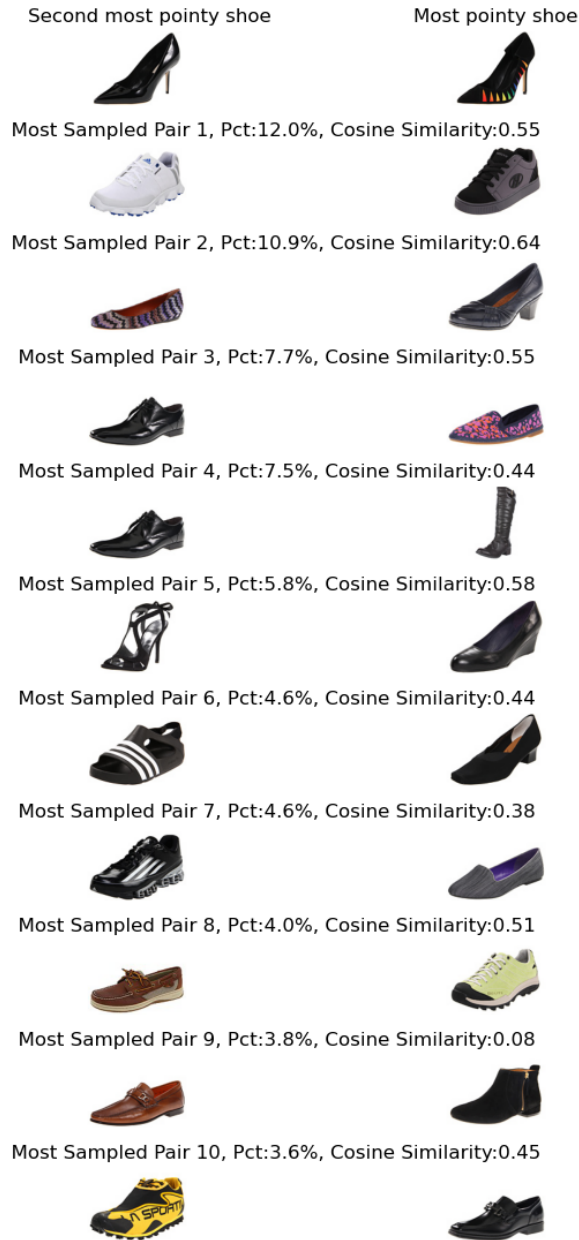 Second most pointy shoe Most pointy shoe
Most Sampled Pair 1, Pct:12.0%, Cosine Similarity:0.55
Most Sampled Pair 2, Pct:10.9%, Cosine Similarity:0.64
Most Sampled Pair 3, Pct:7.7%, Cosine Similarity:0.55
Most Sampled Pair 4, Pct:7.5%, Cosine Similarity:0.44
Most Sampled Pair 5, Pct:5.8%, Cosine Similarity:0.58
Most Sampled Pair 6, Pct:4.6%, Cosine Similarity:0.44
Most Sampled Pair 7, Pct:4.6%, Cosine Similarity:0.38
Most Sampled Pair 8, Pct:4.0%, Cosine Similarity:0.51
Most Sampled Pair 9, Pct:3.8%, Cosine Similarity:0.08
Most Sampled Pair 10, Pct:3.6%, Cosine Similarity:0.45